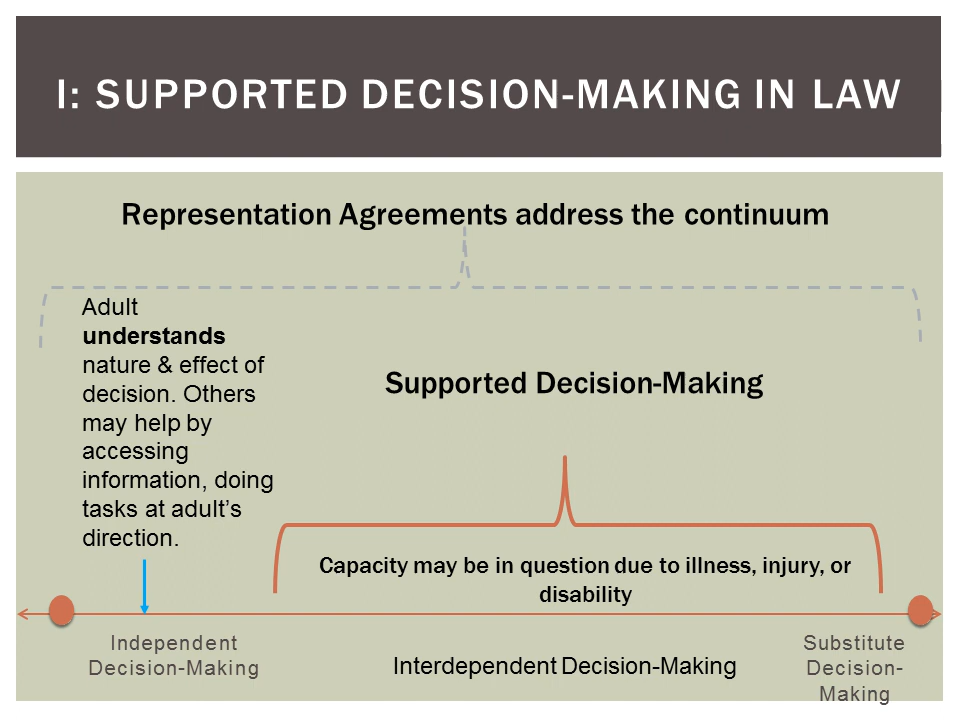 I: SUPPORTED DECISION-MAKING IN LAW
Representation Agreements address the continuum
Adult
understands
nature & effect of
decision. Others
may help by
accessing
information, doing
tasks at adult’s
direction.
Supported Decision-Making
Capacity may be in question due to illness, injury, or
disability
Independent
Decision-Making
Interdependent Decision-Making
Substitute
Decision-
Making